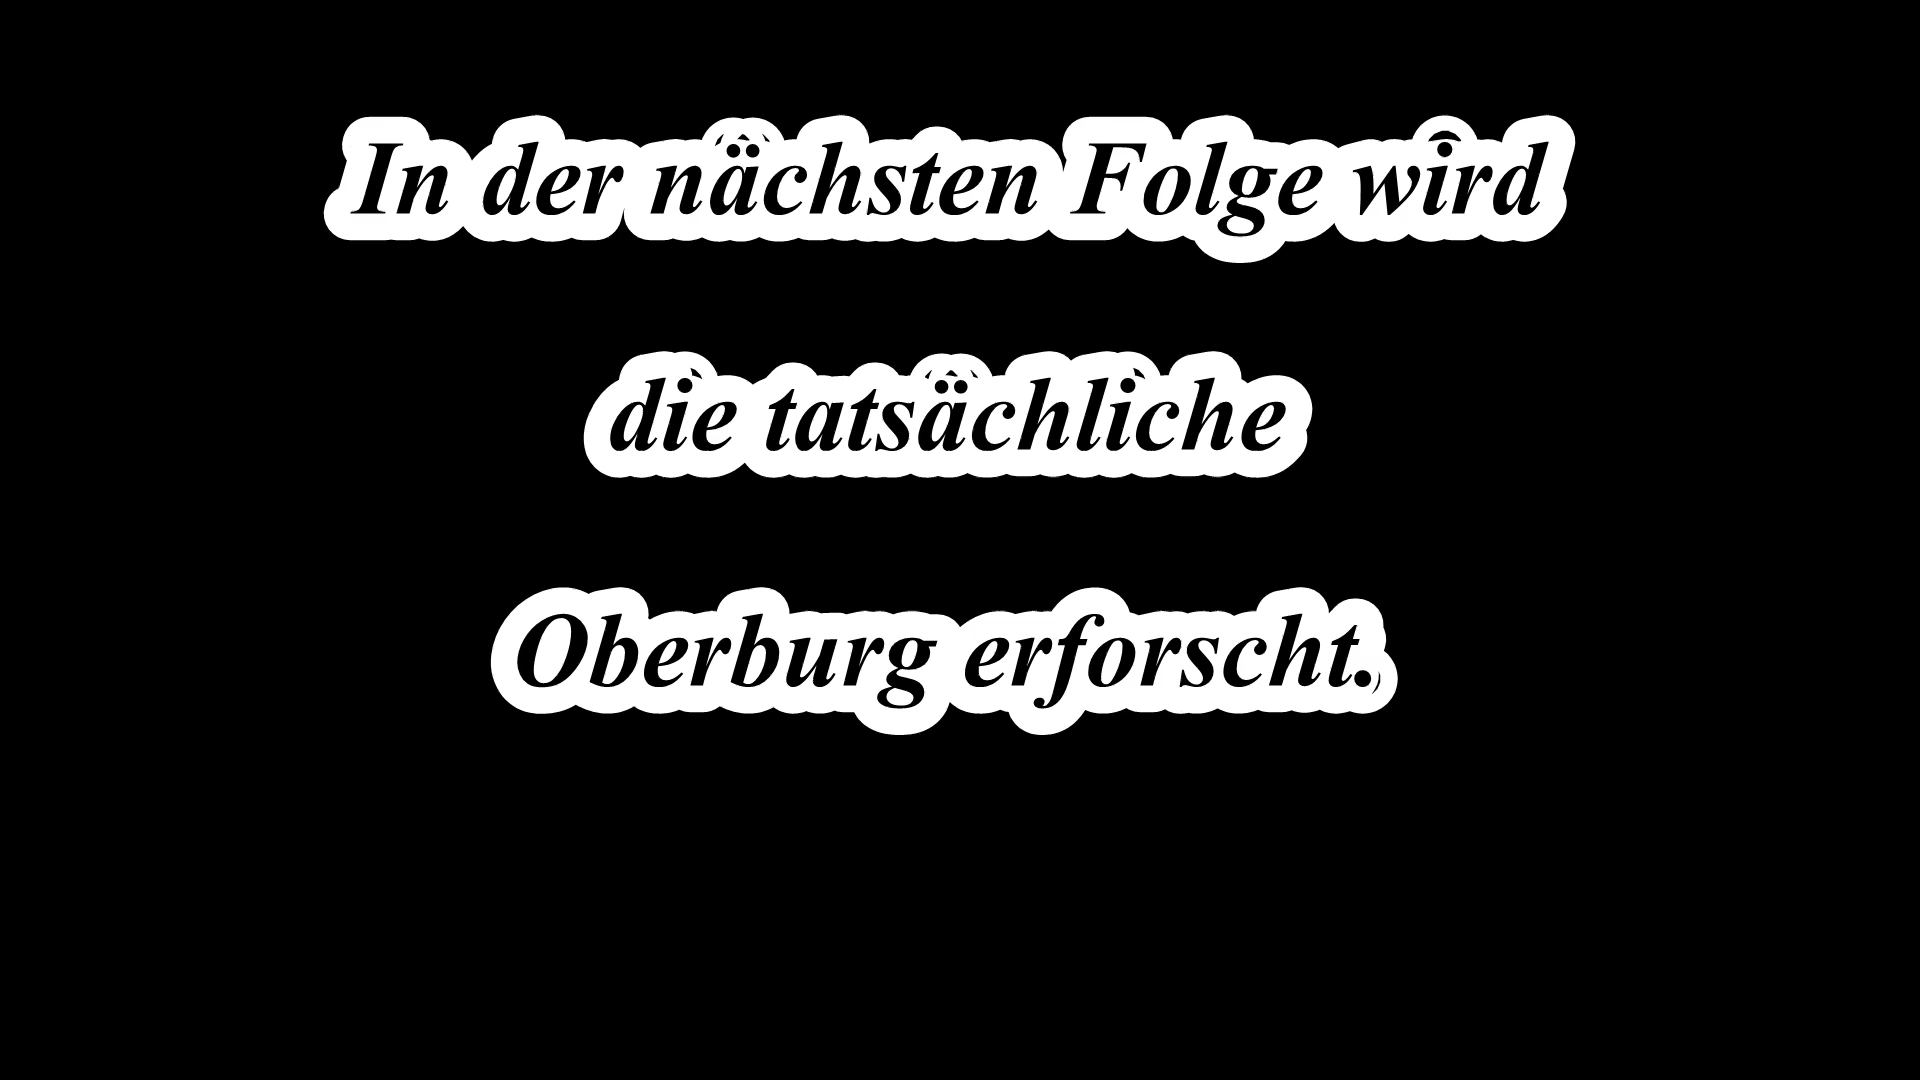 In der nächsten Folge wird
die tatsächliche
Oberburg erforscht.